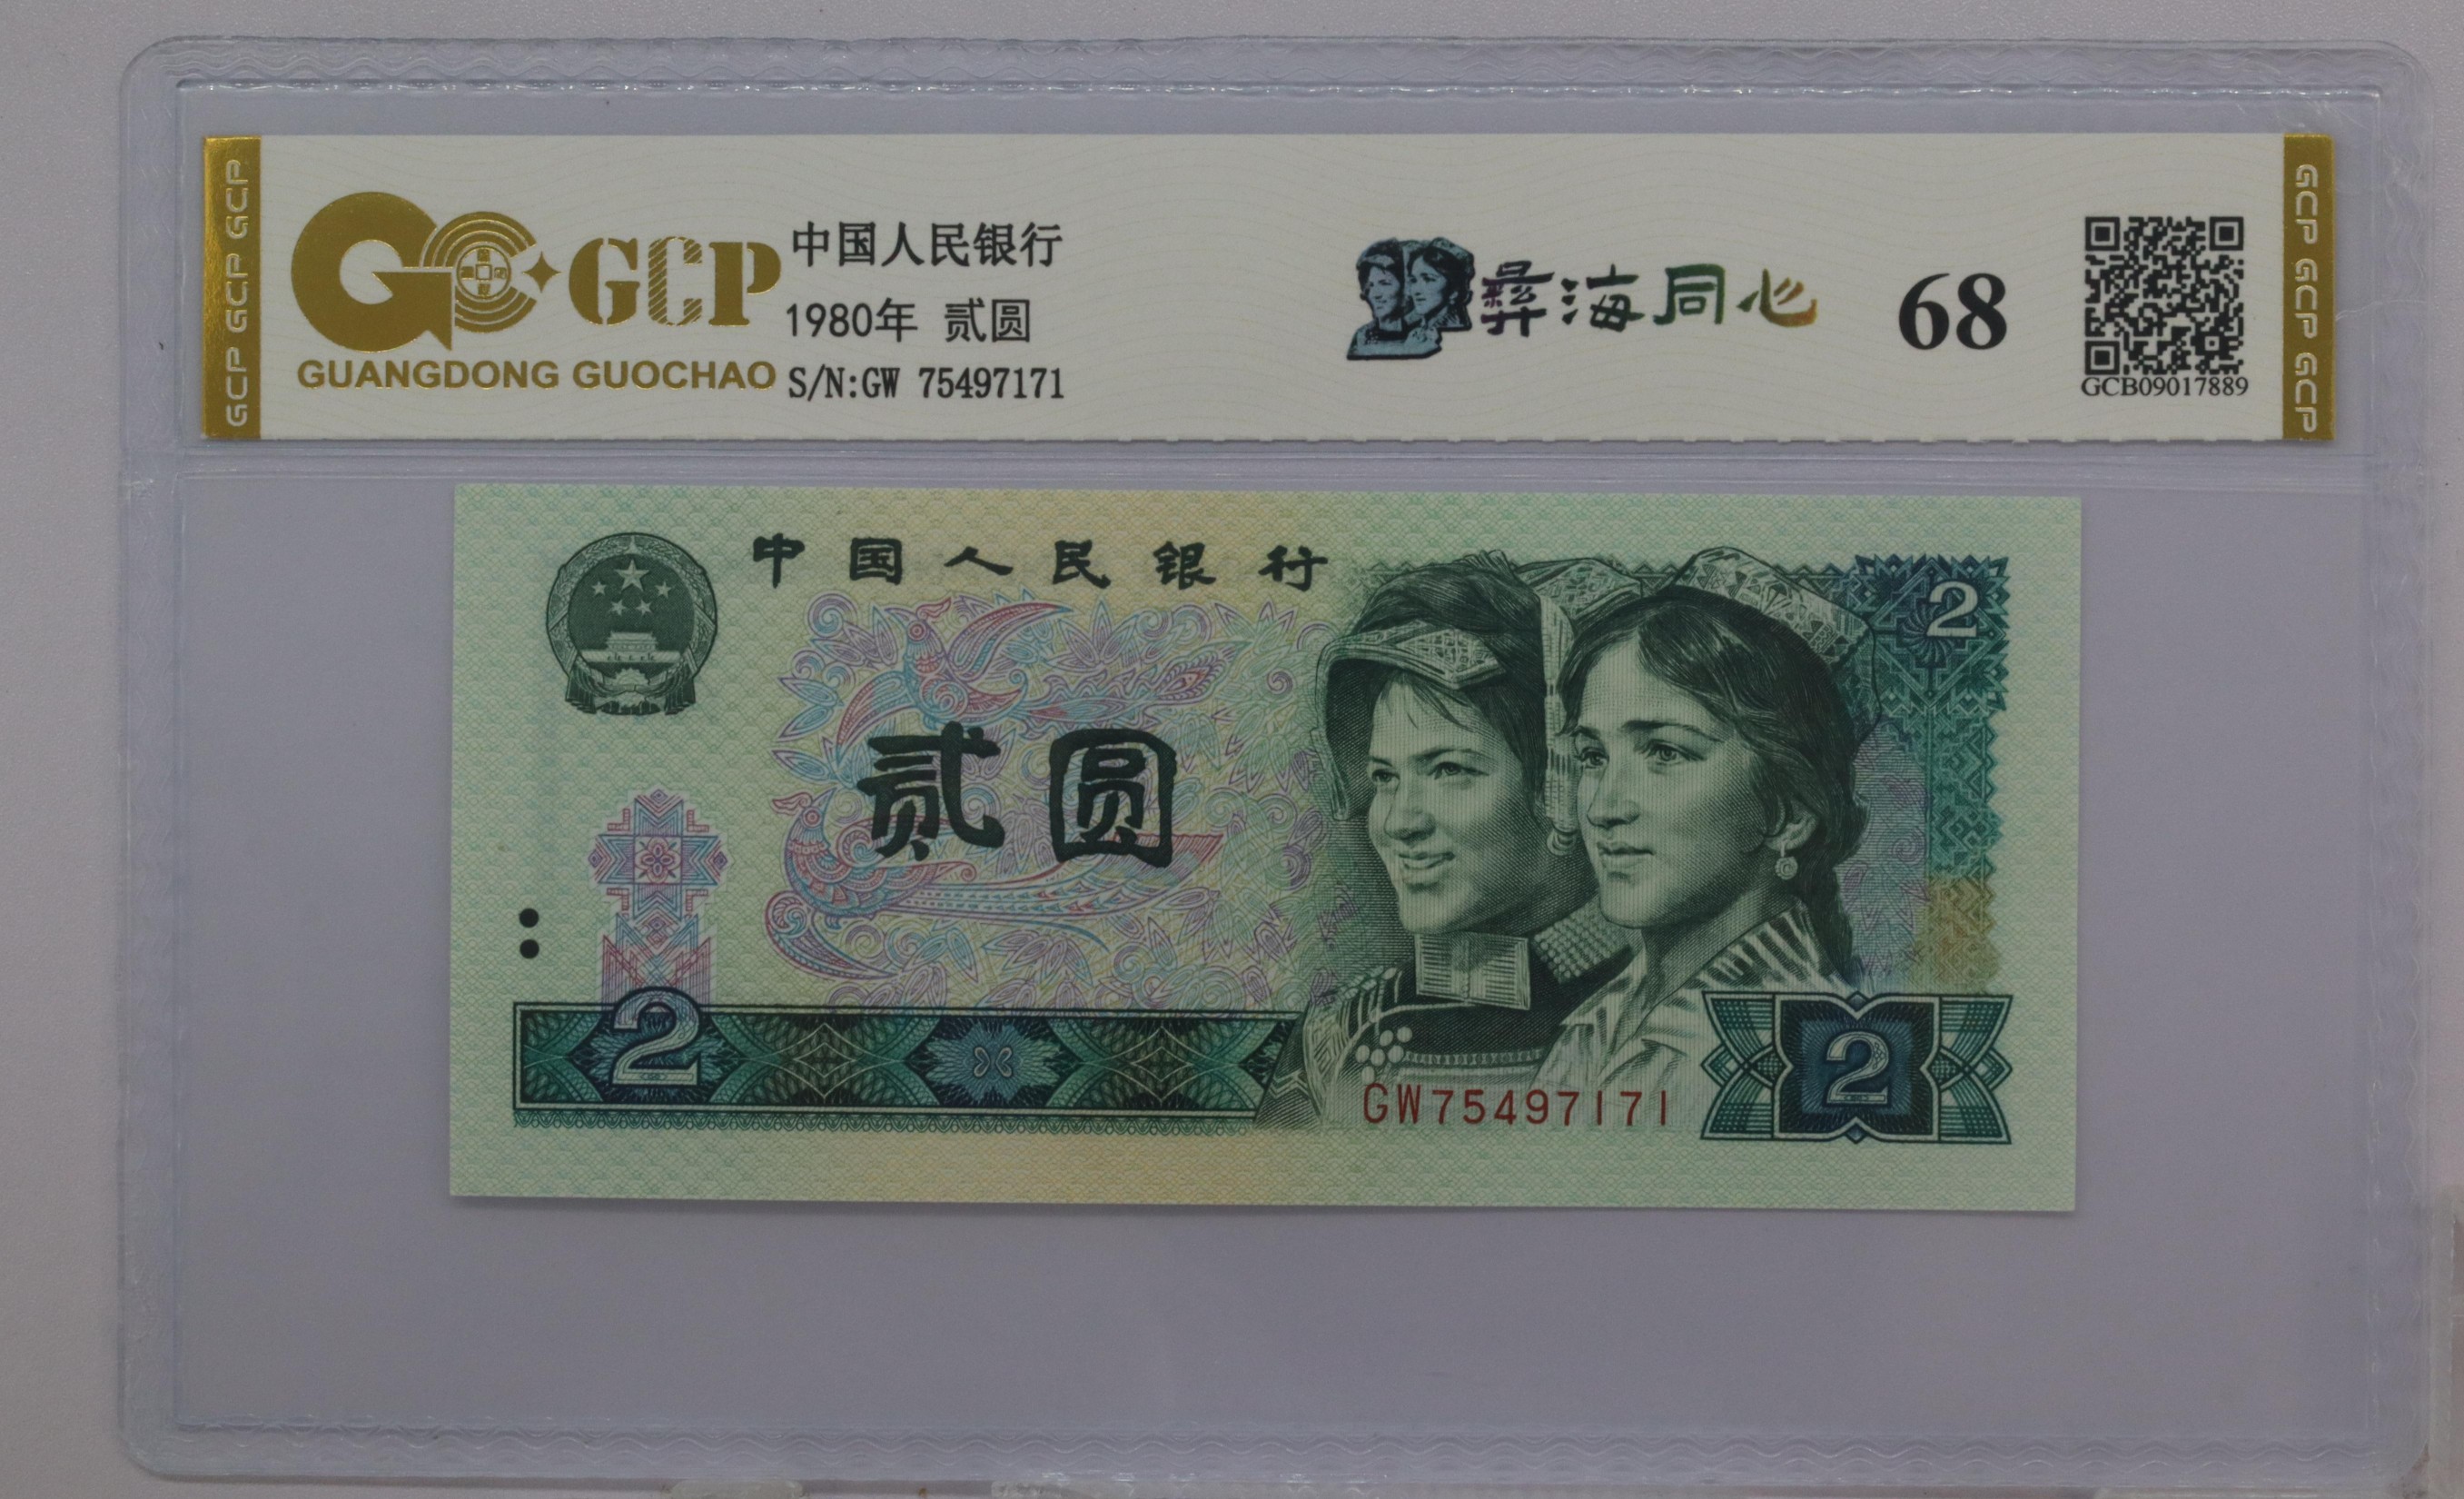 GCP GCP GCP
GCP
GUANGDONG GUOCHAO
中国人民银行
1980年 贰圆
S/N:GW 75497171
彝海同心
68
GCB09017889
GCP GCP GCP
中国人民银行
2
贰圆
2
GW75497171
2